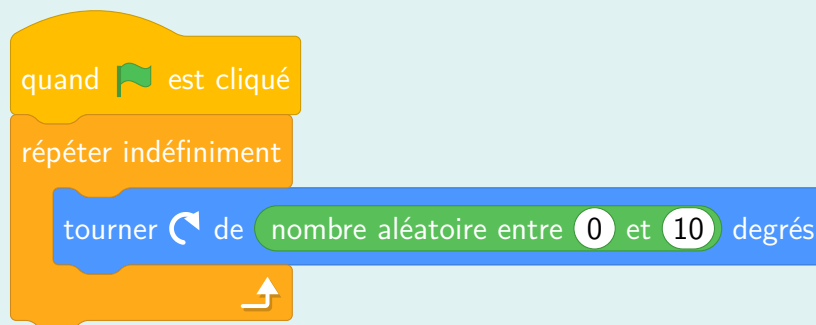 quand est cliqué
répéter indéfiniment
tourner de nombre aléatoire entre 0 et 10 degrés